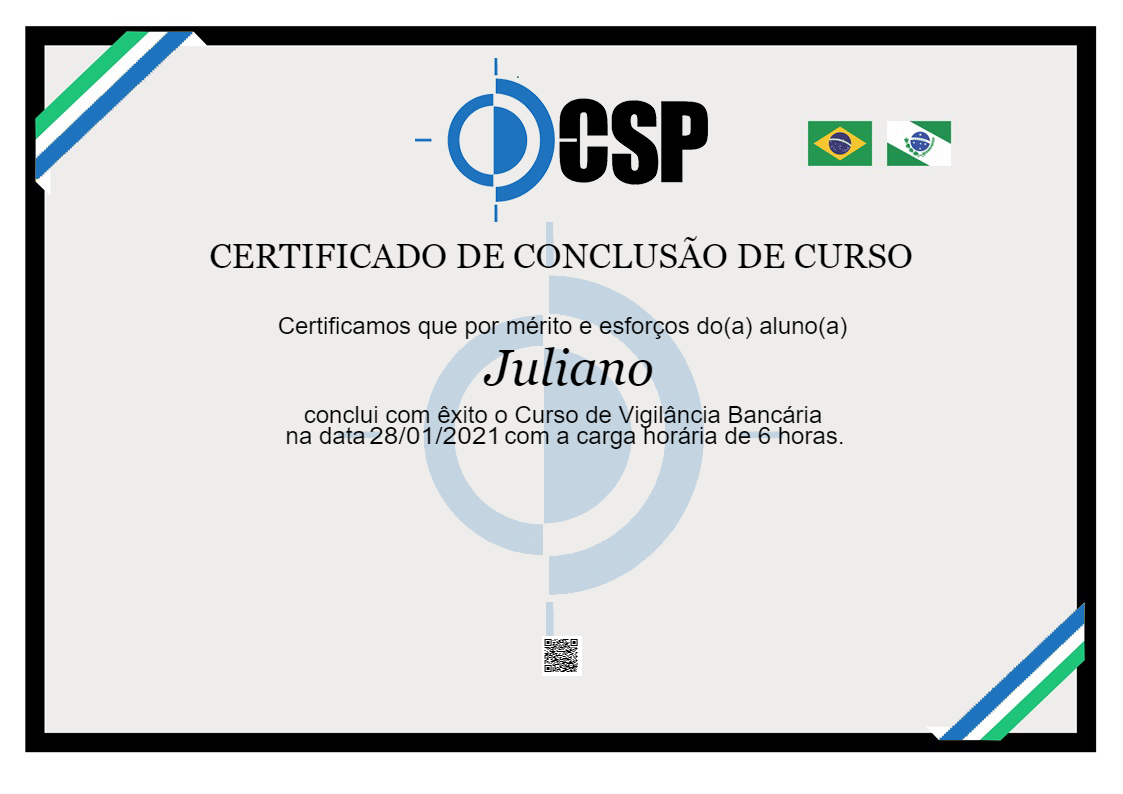 CSP
CERTIFICADO DE CONCLUSÃO DE CURSO
Certificamos que por mérito e esforços do(a) aluno(a)
Juliano
conclui com êxito o Curso de Vigilância Bancária
na data 28/01/2021 com a carga horária de 6 horas.